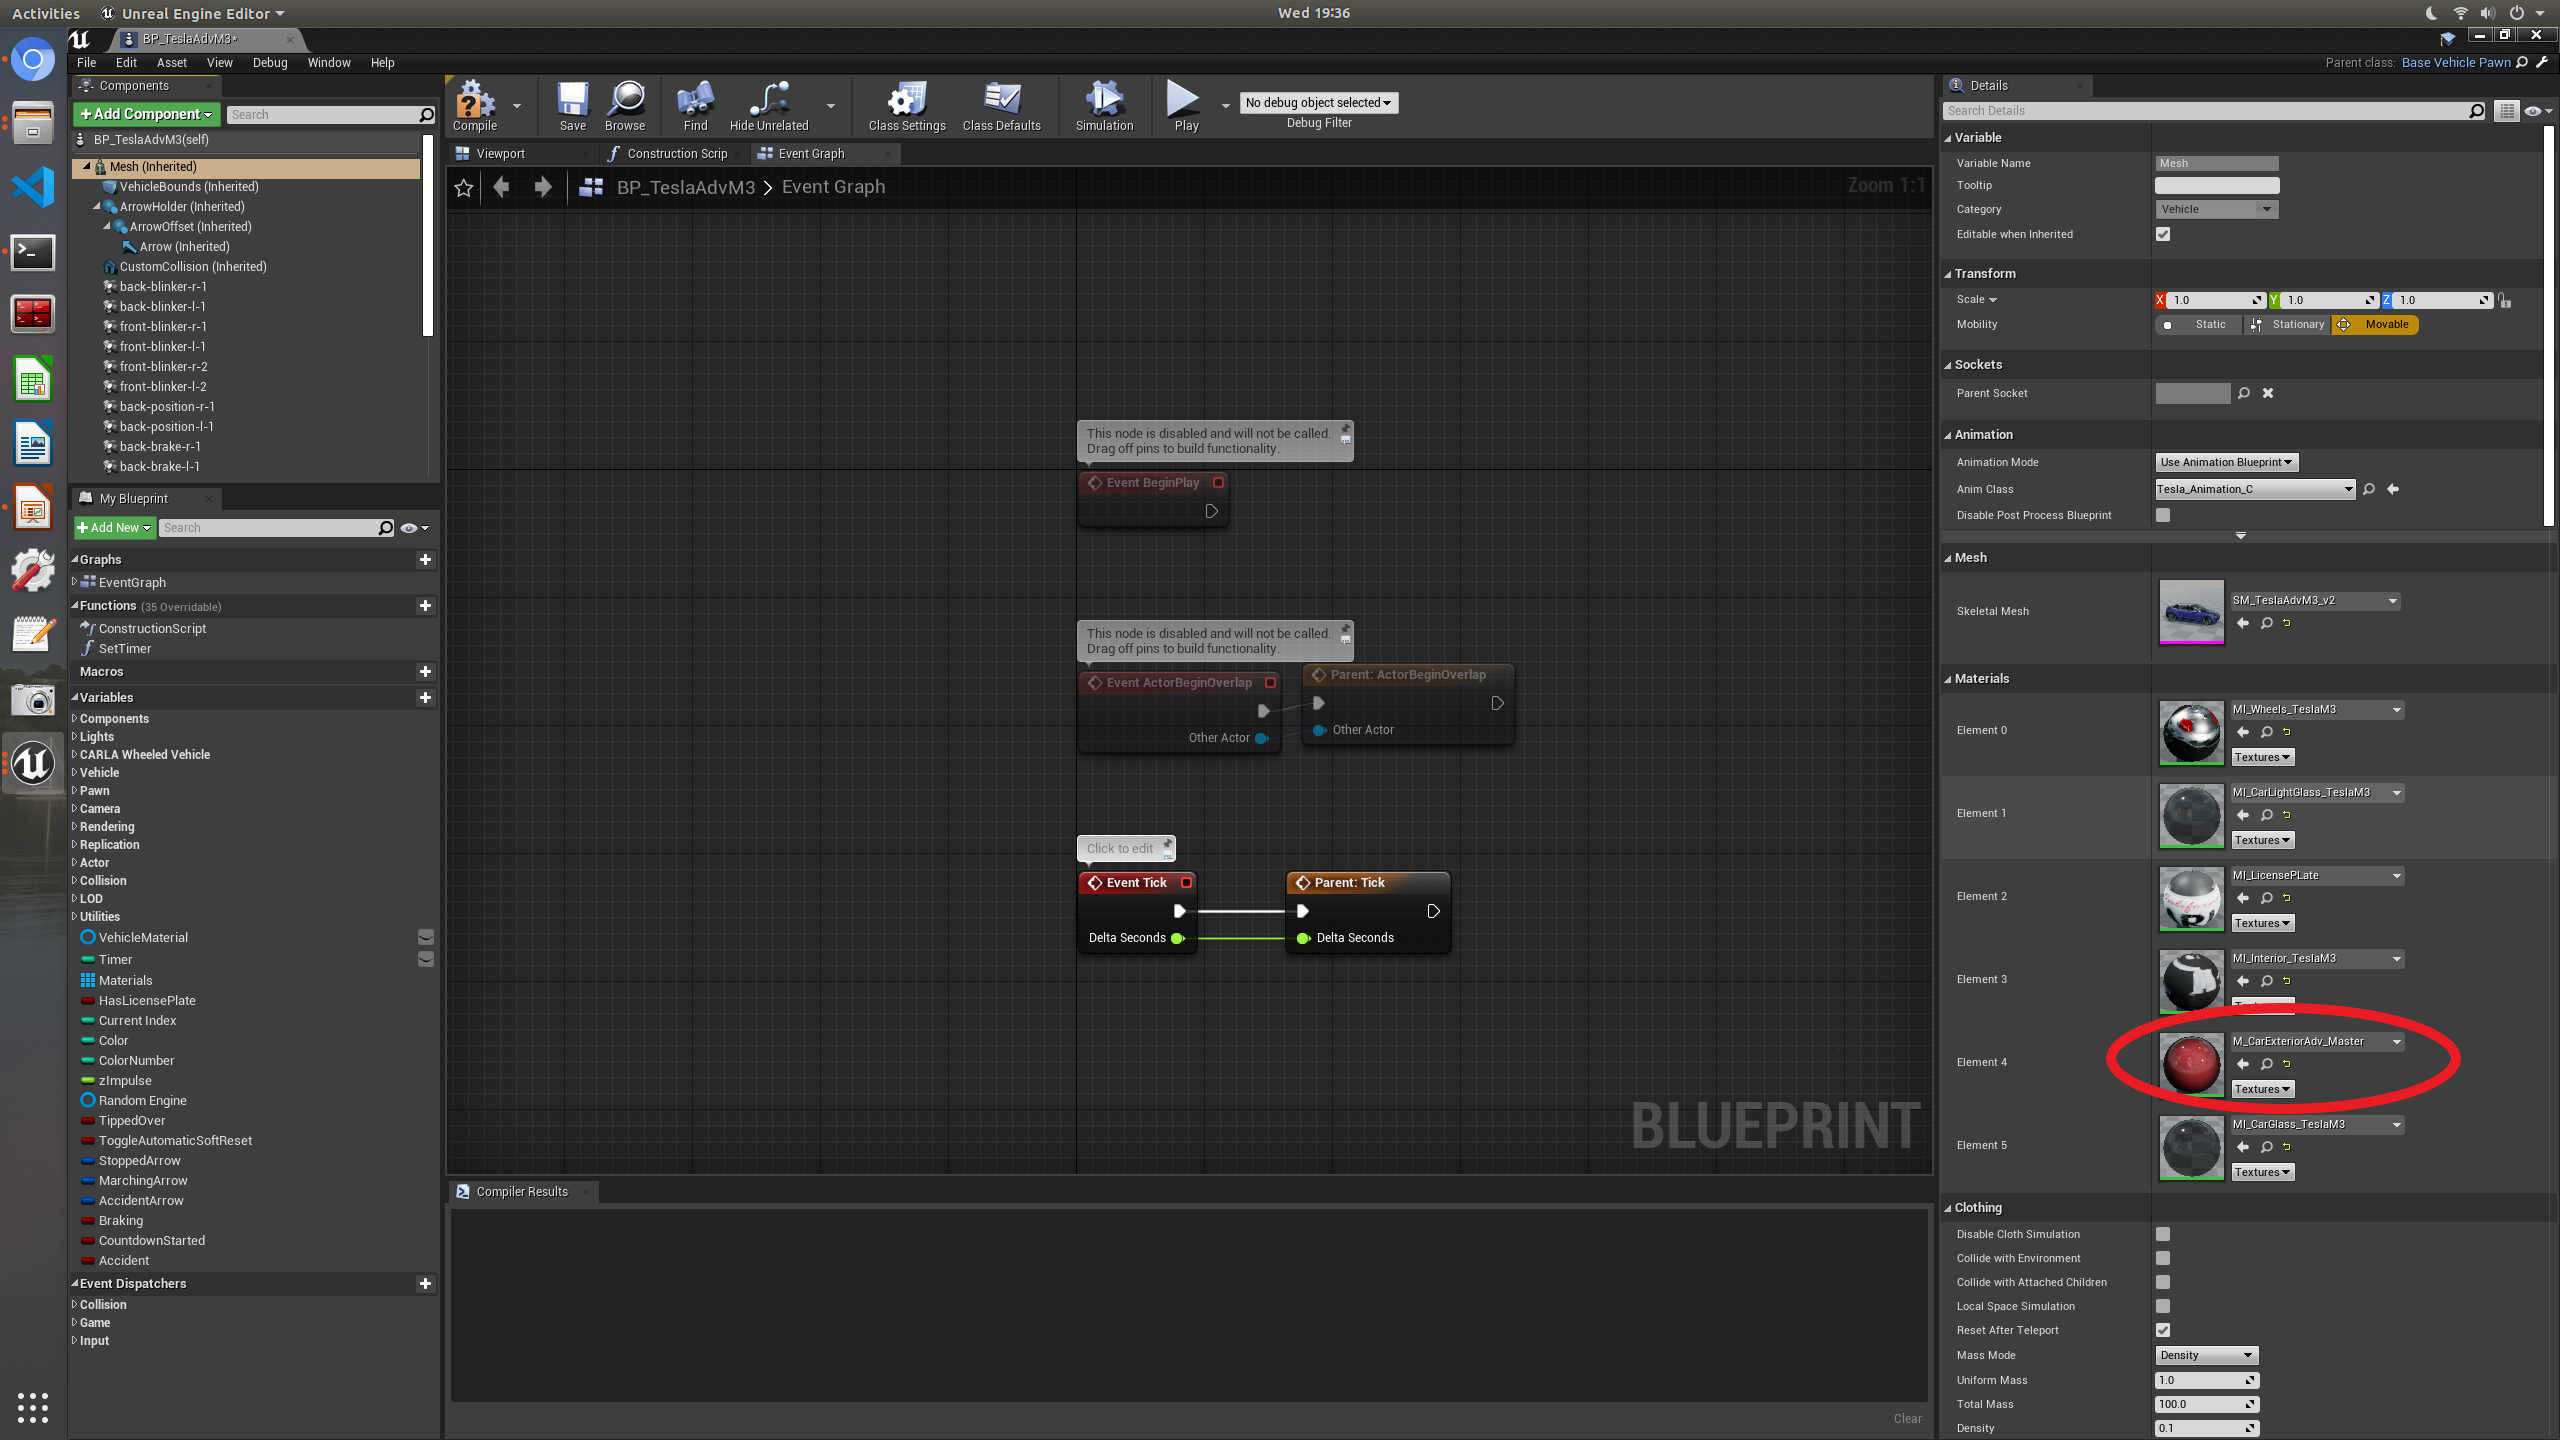 Activities
Unreal Engine Editor
Wed 19:36
BP_TeslaAdvM3*
File Edit Asset View Debug Window Help
Parent class: Base Vehicle Pawn
Components
+Add Component
Search
BP_TeslaAdvM3(self)
Mesh (Inherited)
VehicleBounds (Inherited)
ArrowHolder (Inherited)
ArrowOffset (Inherited)
Arrow (Inherited)
CustomCollision (Inherited)
back-blinker-r-1
back-blinker-l-1
front-blinker-r-1
front-blinker-l-1
front-blinker-r-2
front-blinker-l-2
back-position-r-1
back-position-l-1
back-brake-r-1
back-brake-l-1
My Blueprint
+Add New
Search
Graphs
EventGraph
Functions (35 Overridable)
ConstructionScript
SetTimer
Macros
Variables
Components
Lights
CARLA Wheeled Vehicle
Vehicle
Pawn
Camera
Rendering
Replication
Actor
Collision
LOD
Utilities
VehicleMaterial
Timer
Materials
HasLicensePlate
Current Index
Color
ColorNumber
zImpulse
Random Engine
TippedOver
ToggleAutomaticSoftReset
StoppedArrow
MarchingArrow
AccidentArrow
Braking
CountdownStarted
Accident
Event Dispatchers
Collision
Game
Input
Compile
Save
Browse
Find
Hide Unrelated
Class Settings
Class Defaults
Simulation
Play
No debug object selected
Debug Filter
Viewport
Construction Scrip
Event Graph
BP_TeslaAdvM3 > Event Graph
Zoom 1:1
This node is disabled and will not be called.
Drag off pins to build functionality.
Event BeginPlay
This node is disabled and will not be called.
Drag off pins to build functionality.
Event ActorBeginOverlap
Other Actor
Parent: ActorBeginOverlap
Other Actor
Click to edit
Event Tick
Delta Seconds
Parent: Tick
Delta Seconds
BLUEPRINT
Compiler Results
Clear
Details
Search Details
Variable
Variable Name Mesh
Tooltip
Category Vehicle
Editable when Inherited
Transform
Scale X 1.0 Y 1.0 Z 1.0
Mobility Static Stationary Movable
Sockets
Parent Socket
Animation
Animation Mode Use Animation Blueprint
Anim Class Tesla_Animation_C
Disable Post Process Blueprint
Mesh
Skeletal Mesh SM_TeslaAdvM3_v2
Materials
Element 0 MI_Wheels_TeslaM3
Textures
Element 1 MI_CarLightGlass_TeslaM3
Textures
Element 2 MI_LicensePLate
Textures
Element 3 MI_Interior_TeslaM3
Element 4 M_CarExteriorAdv_Master
Textures
Element 5 MI_CarGlass_TeslaM3
Textures
Clothing
Disable Cloth Simulation
Collide with Environment
Collide with Attached Children
Local Space Simulation
Reset After Teleport
Mass Mode Density
Uniform Mass 1.0
Total Mass 100.0
Density 0.1